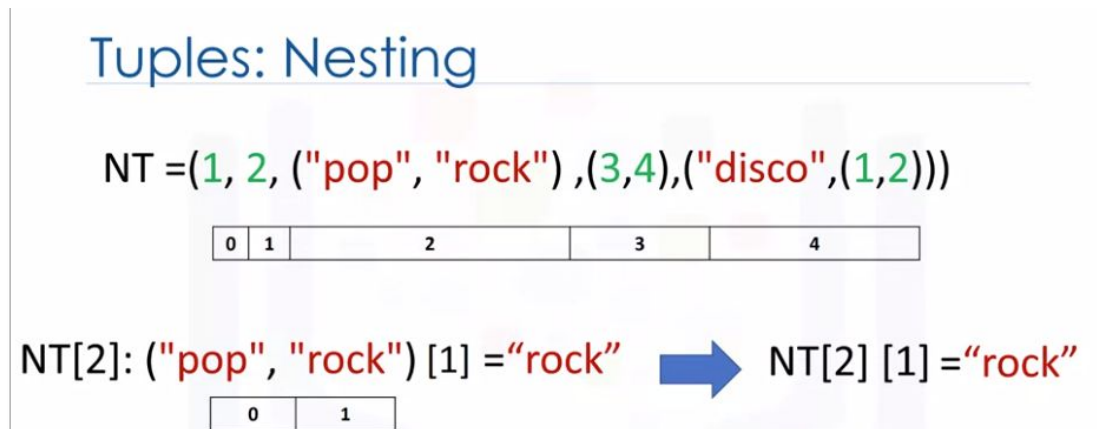 Tuples: Nesting
NT =(1, 2, ("pop", "rock") ,(3,4),("disco",(1,2)))
0 1 2 3 4
NT[2]: ("pop", "rock") [1] =“rock” NT[2] [1] =“rock”
0 1